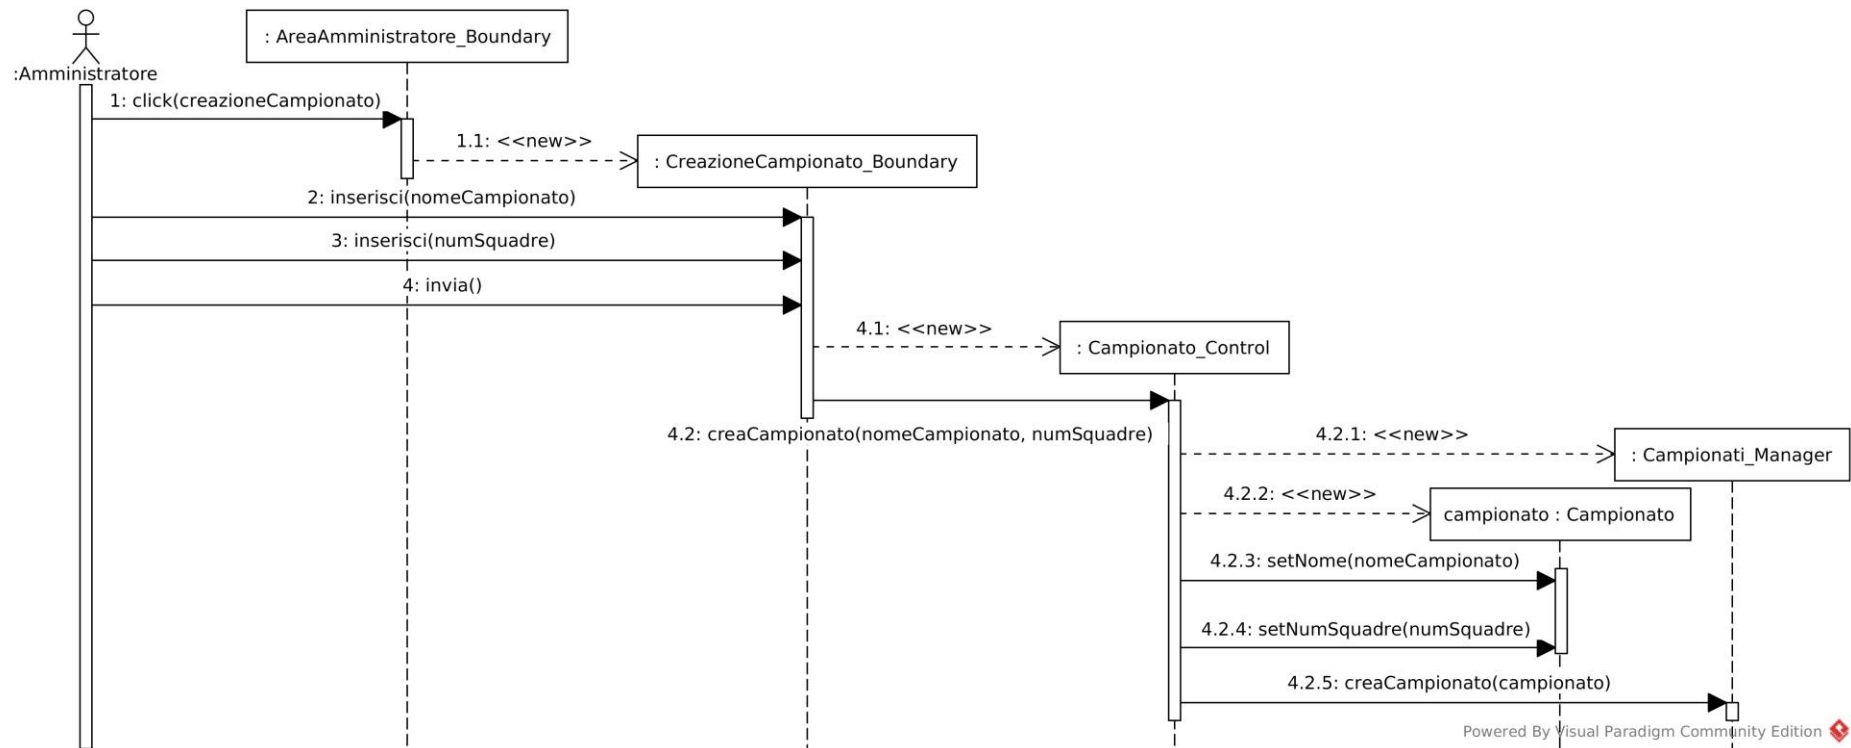 : AreaAmministratore_Boundary
:Amministratore
1: click(creazioneCampionato)
1.1: <<new>>
: CreazioneCampionato_Boundary
2: inserisci(nomeCampionato)
3: inserisci(numSquadre)
4: invia()
4.1: <<new>>
: Campionato_Control
4.2: creaCampionato(nomeCampionato, numSquadre)
4.2.1: <<new>>
: Campionati_Manager
4.2.2: <<new>>
campionato : Campionato
4.2.3: setNome(nomeCampionato)
4.2.4: setNumSquadre(numSquadre)
4.2.5: creaCampionato(campionato)
Powered By Visual Paradigm Community Edition